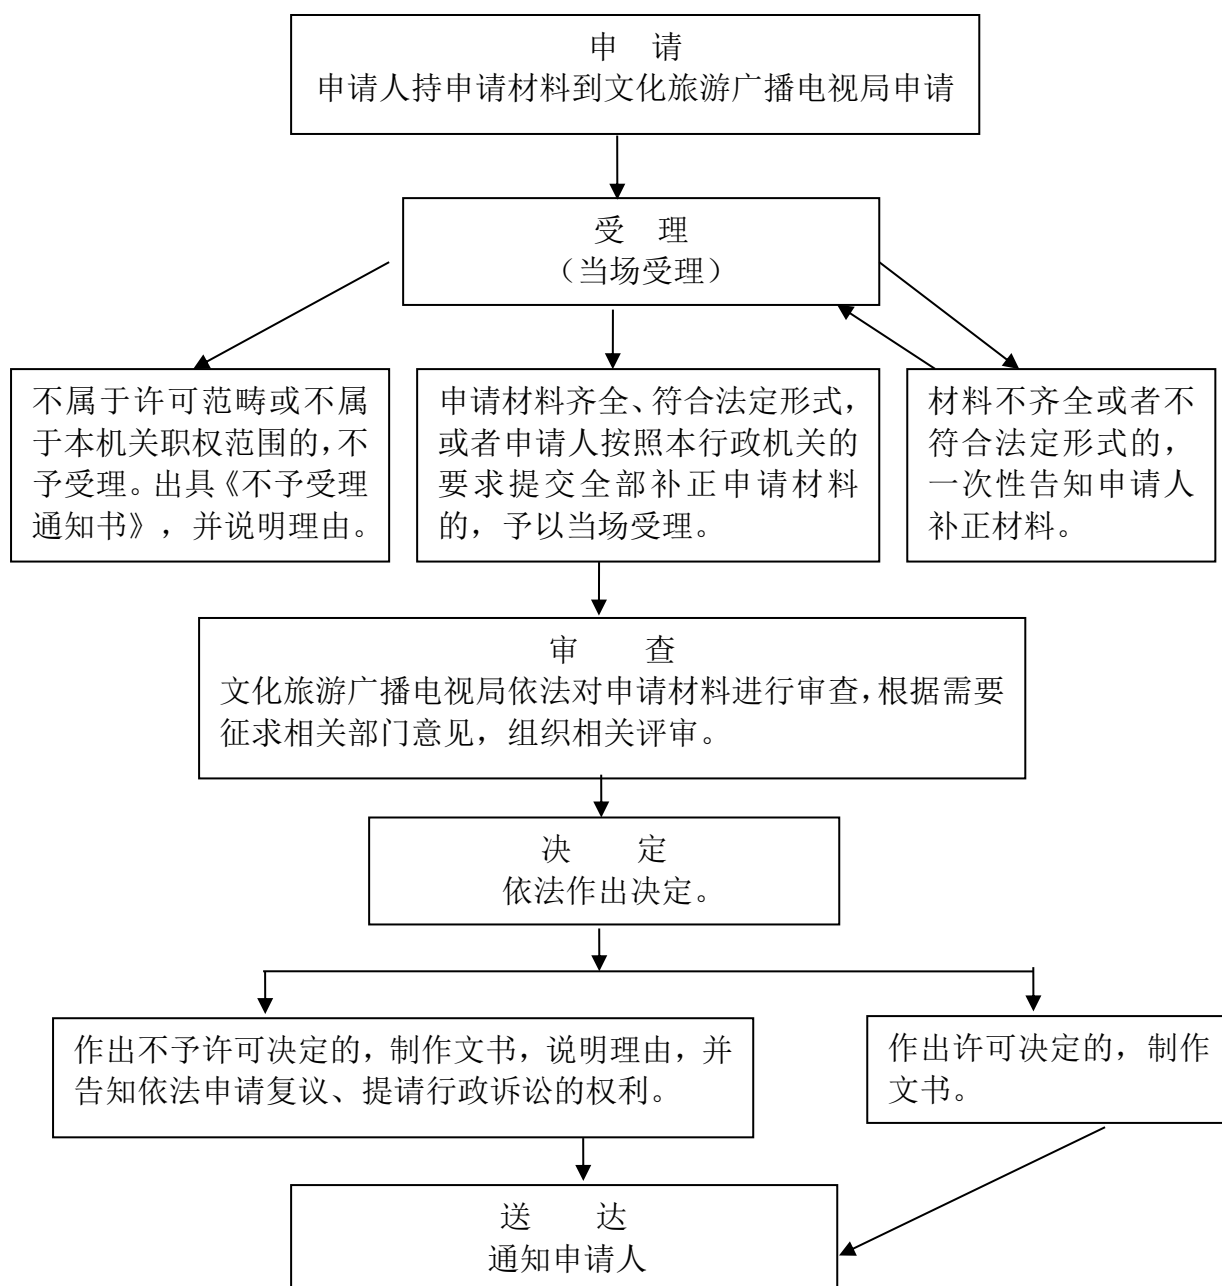 申 请
申请人持申请材料到文化旅游广播电视局申请
受 理
（当场受理）
不属于许可范畴或不属
于本机关职权范围的，不
予受理。出具《不予受理
通知书》，并说明理由。
申请材料齐全、符合法定形式，
或者申请人按照本行政机关的
要求提交全部补正申请材料
的，予以当场受理。
材料不齐全或者不
符合法定形式的，
一次性告知申请人
补正材料。
审 查
文化旅游广播电视局依法对申请材料进行审查，根据需要
征求相关部门意见，组织相关评审。
决 定
依法作出决定。
作出不予许可决定的，制作文书，说明理由，并
告知依法申请复议、提请行政诉讼的权利。
作出许可决定的，制作
文书。
送 达
通知申请人